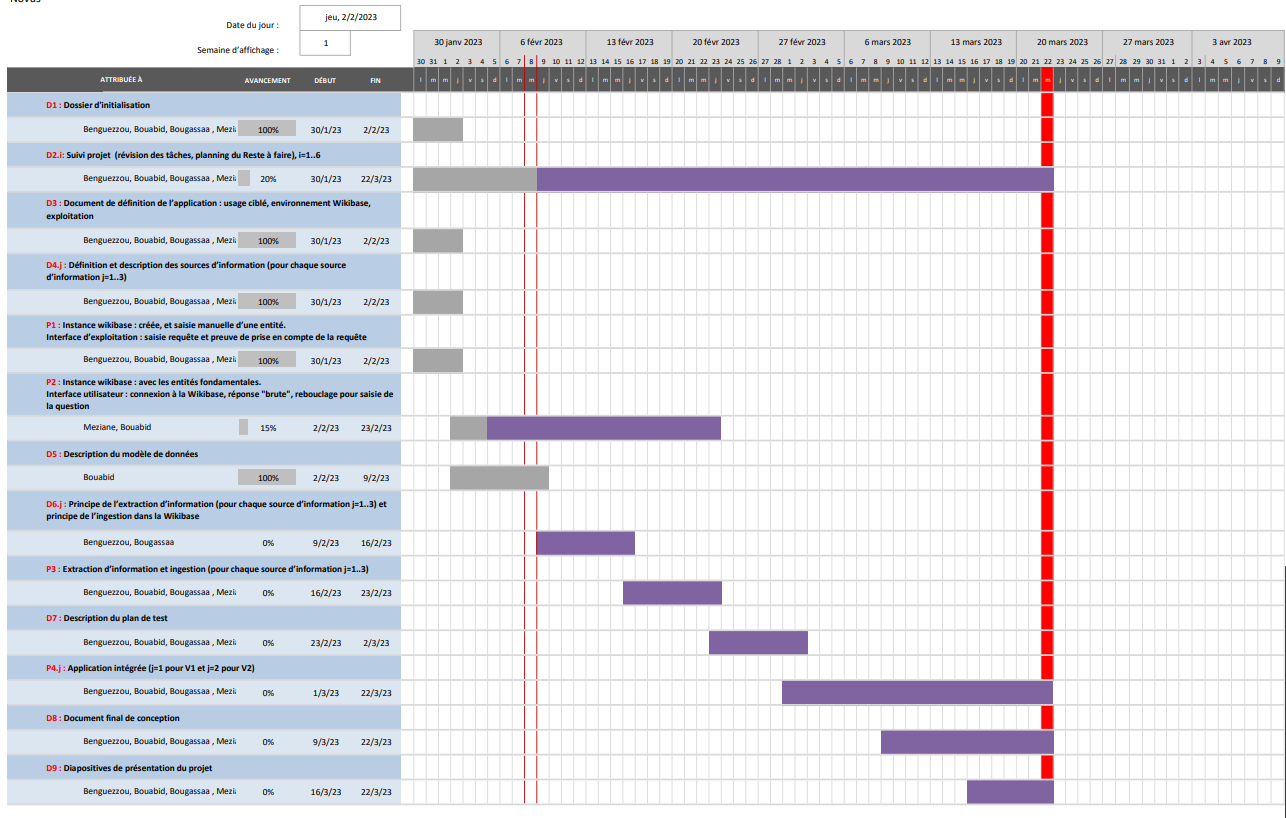 Date du jour :
jeu, 2/2/2023
Semaine d'affichage :
1
30 janv 2023 6 févr 2023 13 févr 2023 20 févr 2023 27 févr 2023 6 mars 2023 13 mars 2023 20 mars 2023 27 mars 2023 3 avr 2023
30 31 1 2 3 4 5 6 7 8 9 10 11 12 13 14 15 16 17 18 19 20 21 22 23 24 25 26 27 28 1 2 3 4 5 6 7 8 9 10 11 12 13 14 15 16 17 18 19 20 21 22 23 24 25 26 27 28 29 30 31 1 2 3 4 5 6 7 8 9
ATTRIBUÉE À AVANCEMENT DÉBUT FIN l m m j v s d l m m j v s d l m m j v s d l m m j v s d l m m j v s d l m m j v s d l m m j v s d l m m j v s d l m m j v s d l m m j v s d
D1 : Dossier d'initialisation
Benguezzou, Bouabid, Bougassaa , Mezi 100% 30/1/23 2/2/23
D2.i: Suivi projet (révision des tâches, planning du Reste à faire), i=1..6
Benguezzou, Bouabid, Bougassaa , Mezi 20% 30/1/23 22/3/23
D3 : Document de définition de l'application : usage ciblé, environnement Wikibase,
exploitation
Benguezzou, Bouabid, Bougassaa , Mezi 100% 30/1/23 2/2/23
D4.j : Définition et description des sources d'information (pour chaque source
d'information j=1..3)
Benguezzou, Bouabid, Bougassaa , Mezi 100% 30/1/23 2/2/23
P1 : Instance wikibase : créée, et saisie manuelle d'une entité.
Interface d'exploitation : saisie requête et preuve de prise en compte de la requête
Benguezzou, Bouabid, Bougassaa , Mezi 100% 30/1/23 2/2/23
P2 : Instance wikibase : avec les entités fondamentales.
Interface utilisateur : connexion à la Wikibase, réponse "brute", rebouclage pour saisie de
la question
Meziane, Bouabid 15% 2/2/23 23/2/23
D5 : Description du modèle de données
Bouabid 100% 2/2/23 9/2/23
D6.j : Principe de l'extraction d'information (pour chaque source d'information j=1..3) et
principe de l'ingestion dans la Wikibase
Benguezzou, Bougassaa 0% 9/2/23 16/2/23
P3 : Extraction d'information et ingestion (pour chaque source d'information j=1..3)
Benguezzou, Bouabid, Bougassaa , Mezi 0% 16/2/23 23/2/23
D7 : Description du plan de test
Benguezzou, Bouabid, Bougassaa , Mezi 0% 23/2/23 2/3/23
P4.j : Application intégrée (j=1 pour V1 et j=2 pour V2)
Benguezzou, Bouabid, Bougassaa , Mezi 0% 1/3/23 22/3/23
D8 : Document final de conception
Benguezzou, Bouabid, Bougassaa , Mezi 0% 9/3/23 22/3/23
D9 : Diapositives de présentation du projet
Benguezzou, Bouabid, Bougassaa , Mezi 0% 16/3/23 22/3/23